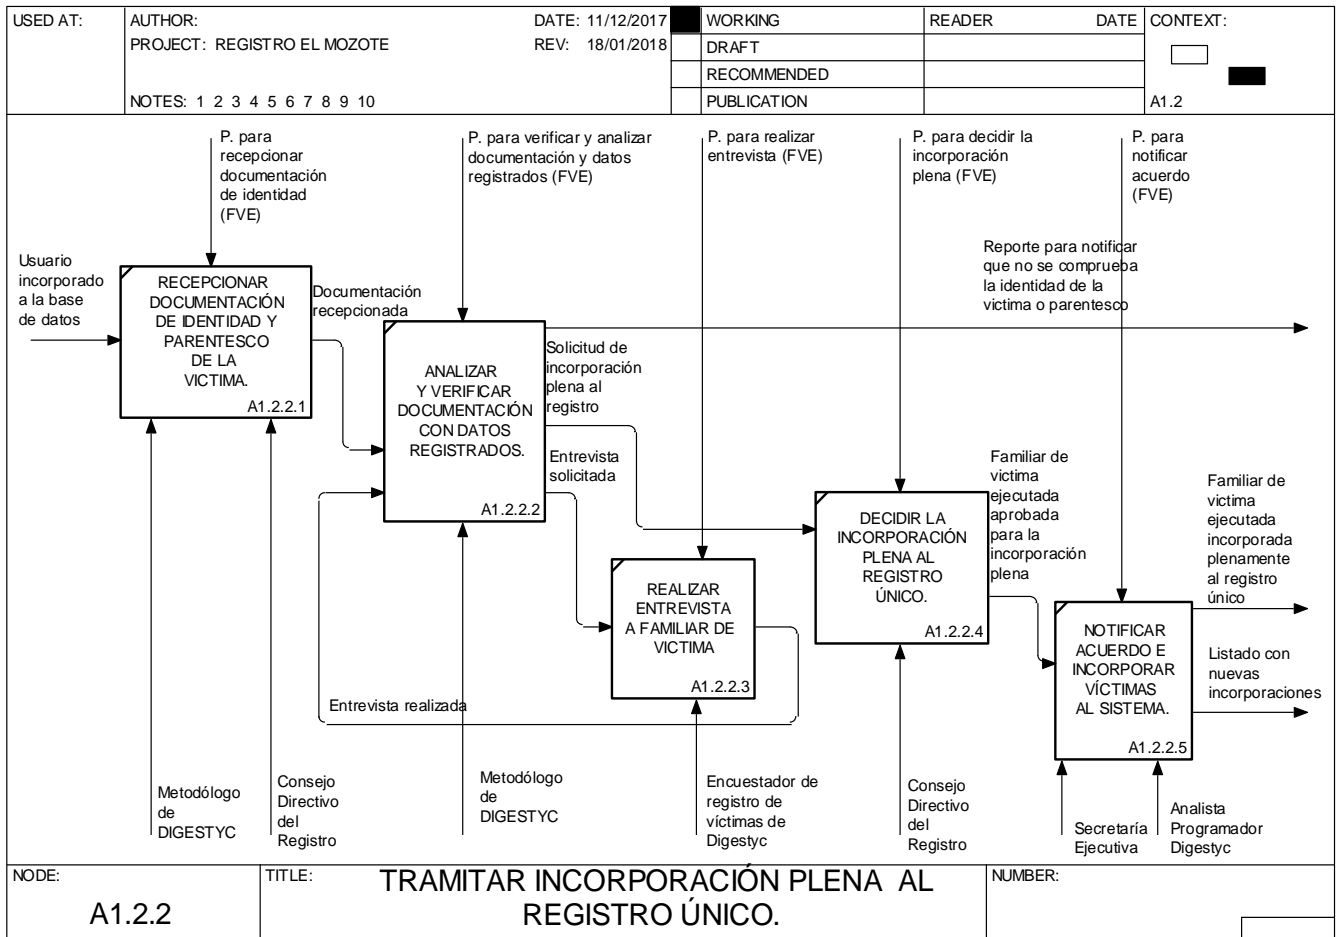 USED AT:
AUTHOR:
DATE: 11/12/2017
PROJECT: REGISTRO EL MOZOTE
REV: 18/01/2018
NOTES: 1 2 3 4 5 6 7 8 9 10
WORKING
DRAFT
RECOMMENDED
PUBLICATION
READER
DATE
CONTEXT:
A1.2
P. para
recepcionar
documentación
de identidad
(FVE)
P. para verificar y analizar
documentación y datos
registrados (FVE)
P. para realizar
entrevista (FVE)
P. para decidir la
incorporación
plena (FVE)
P. para
notificar
acuerdo
(FVE)
Usuario
incorporado
a la base
de datos
RECEPCIONAR
DOCUMENTACIÓN
DE IDENTIDAD Y
PARENTESCO
DE LA
VICTIMA.
A1.2.2.1
Documentación
recepcionada
Reporte para notificar
que no se comprueba
la identidad de la
victima o parentesco
ANALIZAR
Y VERIFICAR
DOCUMENTACIÓN
CON DATOS
REGISTRADOS.
A1.2.2.2
Solicitud de
incorporación
plena al
registro
Entrevista
solicitada
REALIZAR
ENTREVISTA
A FAMILIAR DE
VICTIMA
A1.2.2.3
Entrevista realizada
DECIDIR LA
INCORPORACIÓN
PLENA AL
REGISTRO
ÚNICO.
A1.2.2.4
Familiar de
victima
ejecutada
aprobada
para la
incorporación
plena
NOTIFICAR
ACUERDO E
INCORPORAR
VÍCTIMAS
AL SISTEMA.
A1.2.2.5
Familiar de
victima
ejecutada
incorporada
plenamente
al registro
único
Listado con
nuevas
incorporaciones
Metodólogo
de
DIGESTYC
Consejo
Directivo
del
Registro
Metodólogo
de
DIGESTYC
Encuestador de
registro de
víctimas de
Digestyc
Consejo
Directivo
del
Registro
Secretaría
Ejecutiva
Analista
Programador
Digestyc
NODE:
A1.2.2
TITLE:
TRAMITAR INCORPORACIÓN PLENA AL
REGISTRO ÚNICO.
NUMBER: